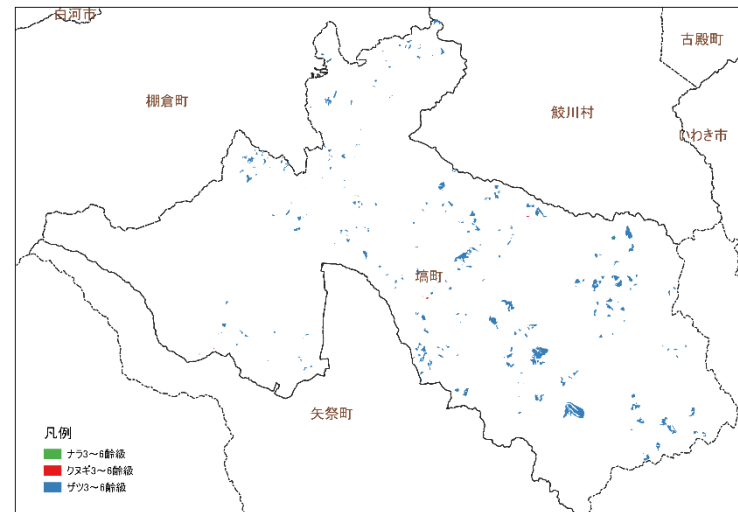 白河市
古殿町
棚倉町
鮫川村
いわき市
塙町
矢祭町
凡例
ナラ3～6齢級
クヌギ3～6齢級
ザツ3～6齢級